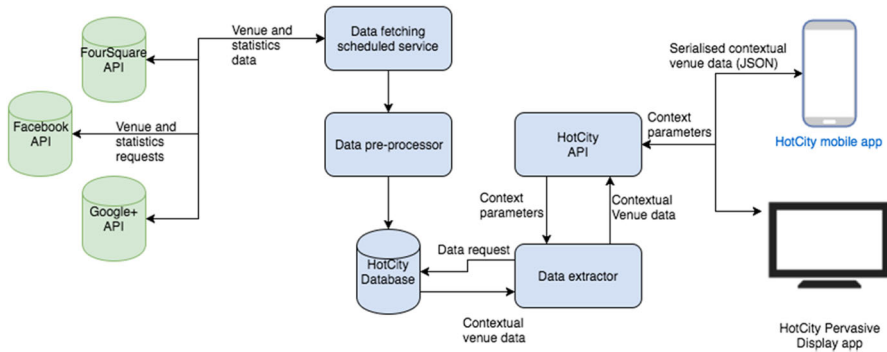 FourSquare
API
Facebook
API
Google+
API
Venue and
statistics
data
Venue and
statistics
requests
Data fetching
scheduled service
Data pre-processor
HotCity
Database
Data request
Contextual
venue data
Data extractor
Context
parameters
Contextual
Venue data
HotCity
API
Context
parameters
Serialised contextual
venue data (JSON)
HotCity mobile app
HotCity Pervasive
Display app